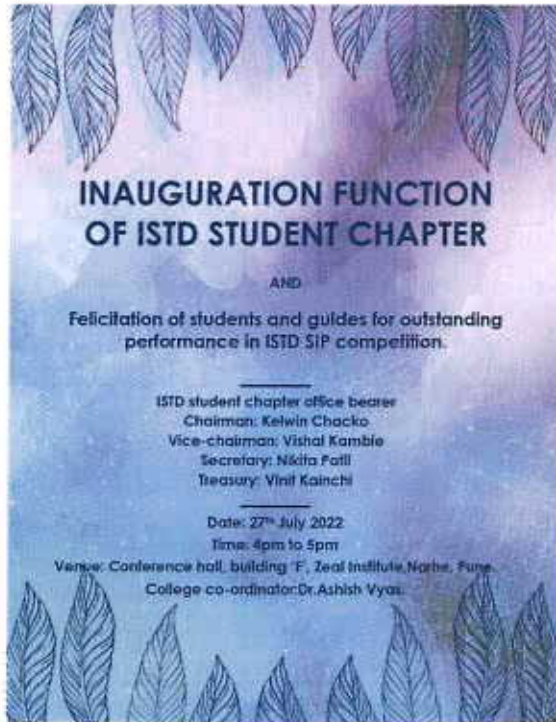 INAUGURATION FUNCTION
OF ISTD STUDENT CHAPTER
AND
Felicitation of students and guides for outstanding
performance in ISTD SIP competition.
ISTD student chapter office bearer
Chairman: Kelwin Chacko
Vice-chairman: Vishal Kamble
Secretary: Nikita Patil
Treasury: Vinit Kainchi
Date: 27th July 2022
Time: 4pm to 5pm
Venue: Conference hall, building 'F', Zeal Institute,Narhe, Pune.
College co-ordinator:Dr.Ashish Vyas.